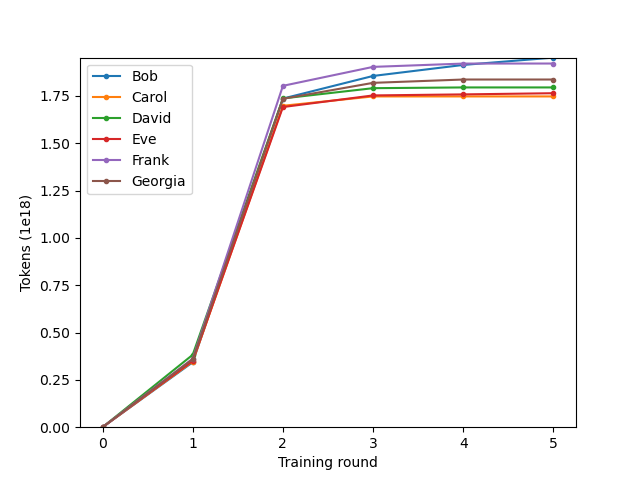 Bob
Carol
David
Eve
Frank
Georgia
Tokens (1e18)
1.75
1.50
1.25
1.00
0.75
0.50
0.25
0.00
0 1 2 3 4 5
Training round